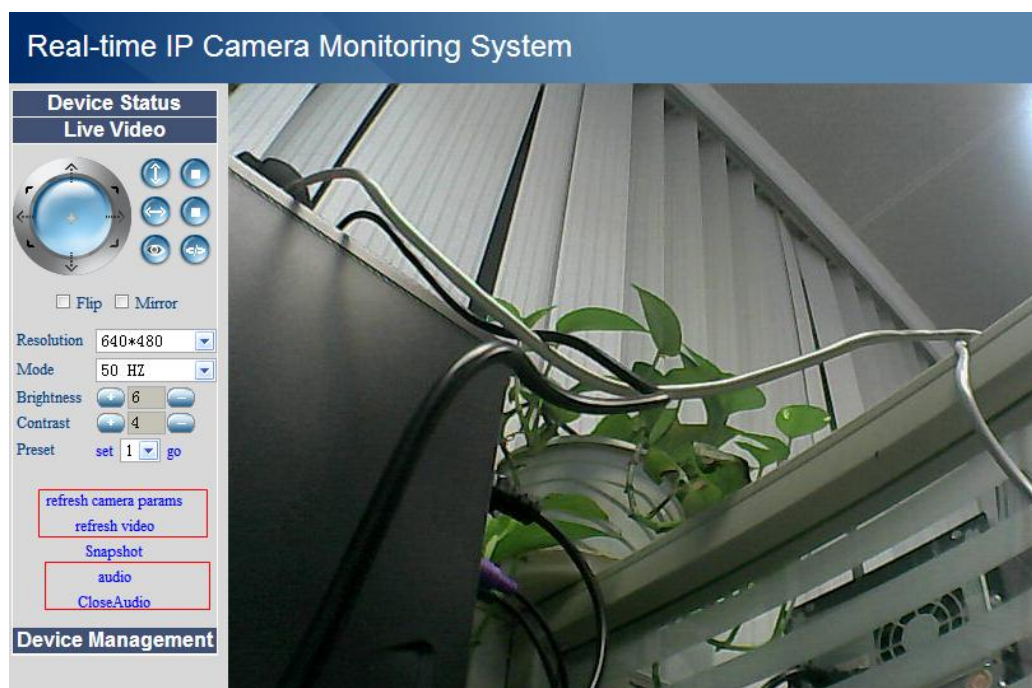 Real-time IP Camera Monitoring System
Device Status
Live Video
Flip Mirror
Resolution 640*480
Mode 50 HZ
Brightness 6
Contrast 4
Preset set 1 go
refresh camera params
refresh video
Snapshot
audio
CloseAudio
Device Management